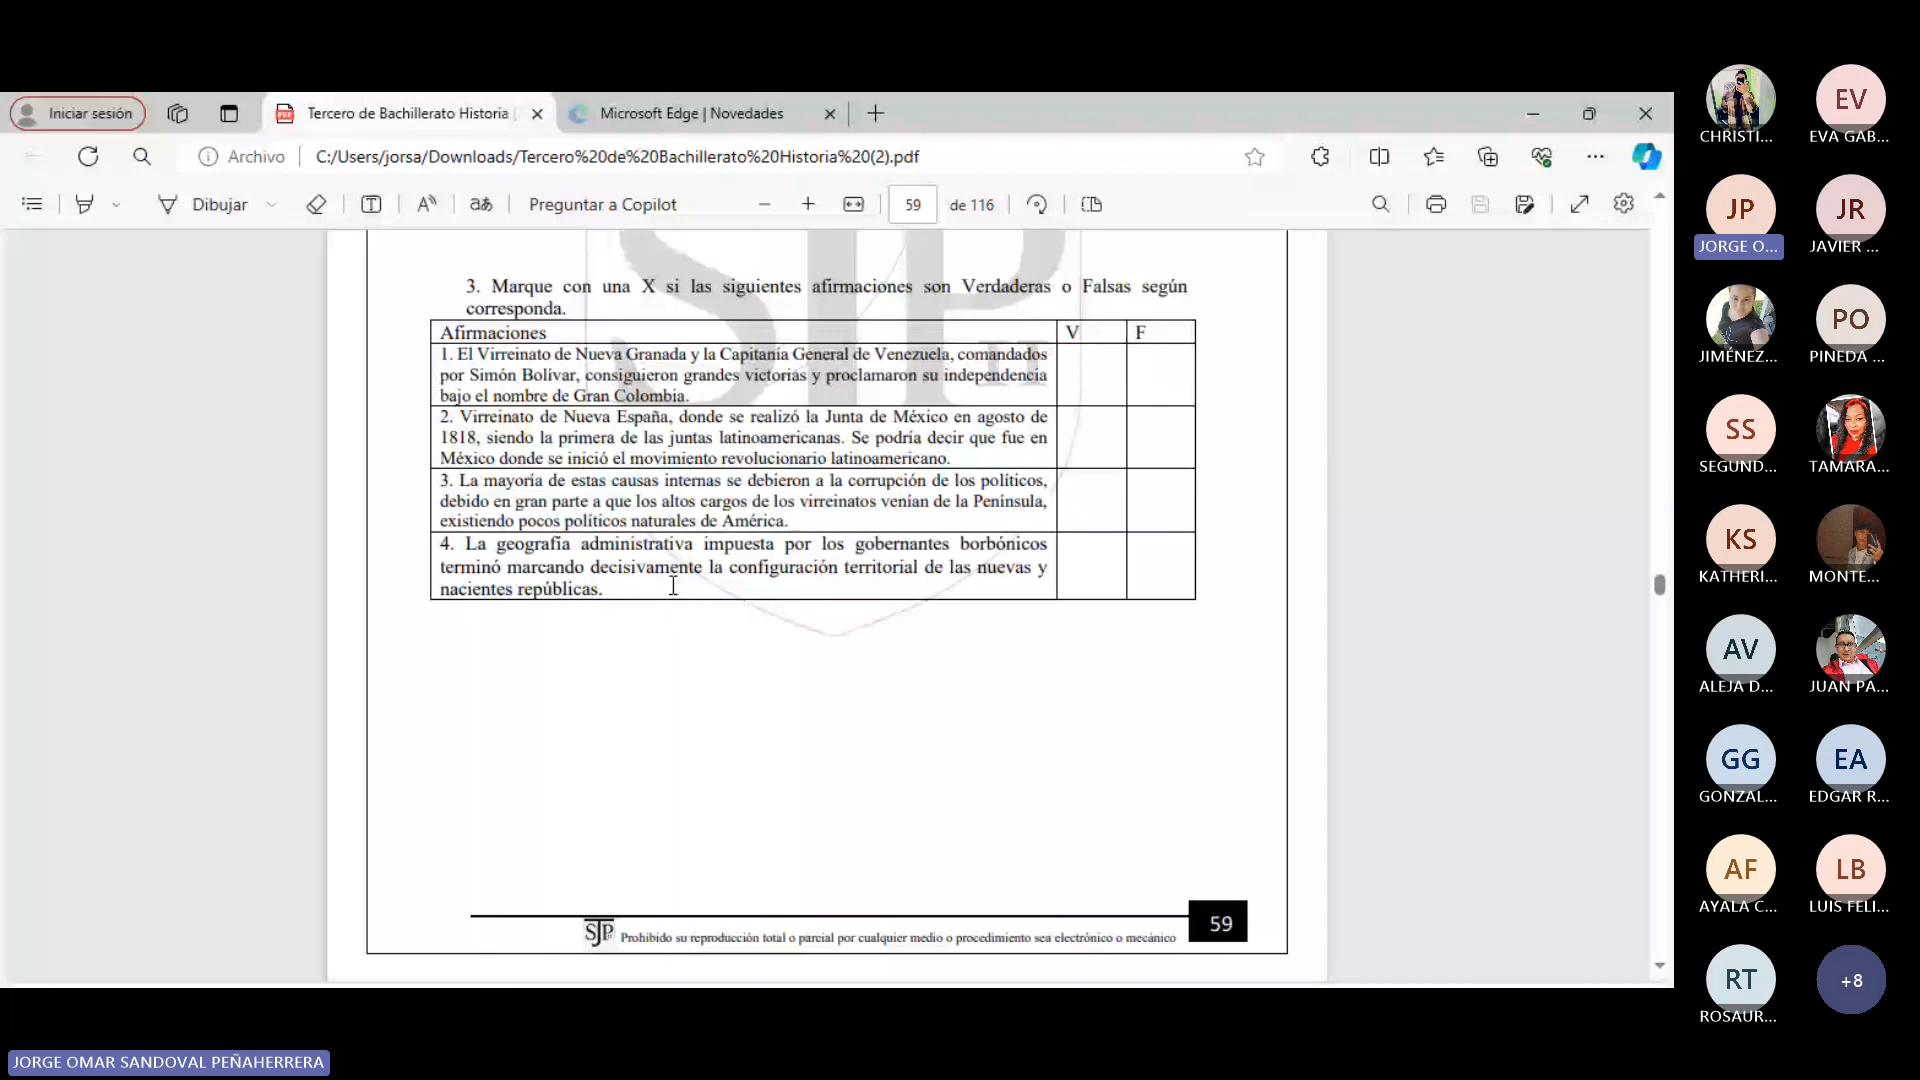 Iniciar sesión
Tercero de Bachillerato Historia
Microsoft Edge | Novedades
Archivo
C:/Users/jorsa/Downloads/Tercero%20de%20Bachillerato%20Historia%20(2).pdf
Dibujar
Preguntar a Copilot
59
de 116
SJP
II
3. Marque con una X si las siguientes afirmaciones son Verdaderas o Falsas según
corresponda.
Afirmaciones V F
1. El Virreinato de Nueva Granada y la Capitanía General de Venezuela, comandados
por Simón Bolívar, consiguieron grandes victorias y proclamaron su independencia
bajo el nombre de Gran Colombia.
2. Virreinato de Nueva España, donde se realizó la Junta de México en agosto de
1818, siendo la primera de las juntas latinoamericanas. Se podría decir que fue en
México donde se inició el movimiento revolucionario latinoamericano.
3. La mayoría de estas causas internas se debieron a la corrupción de los políticos,
debido en gran parte a que los altos cargos de los virreinatos venían de la Península,
existiendo pocos políticos naturales de América.
4. La geografía administrativa impuesta por los gobernantes borbónicos
terminó marcando decisivamente la configuración territorial de las nuevas y
nacientes repúblicas.
SJP
Prohibido su reproducción total o parcial por cualquier medio o procedimiento sea electrónico o mecánico
59
CHRISTI...
EV
EVA GAB...
JP
JORGE O...
JR
JAVIER ...
JIMÉNEZ...
PO
PINEDA ...
SS
SEGUND...
TAMARA...
KS
KATHERI...
MONTE...
AV
ALEJA D...
JUAN PA...
GG
GONZAL...
EA
EDGAR R...
AF
AYALA C...
LB
LUIS FELI...
RT
ROSAUR...
+8
JORGE OMAR SANDOVAL PEÑAHERRERA